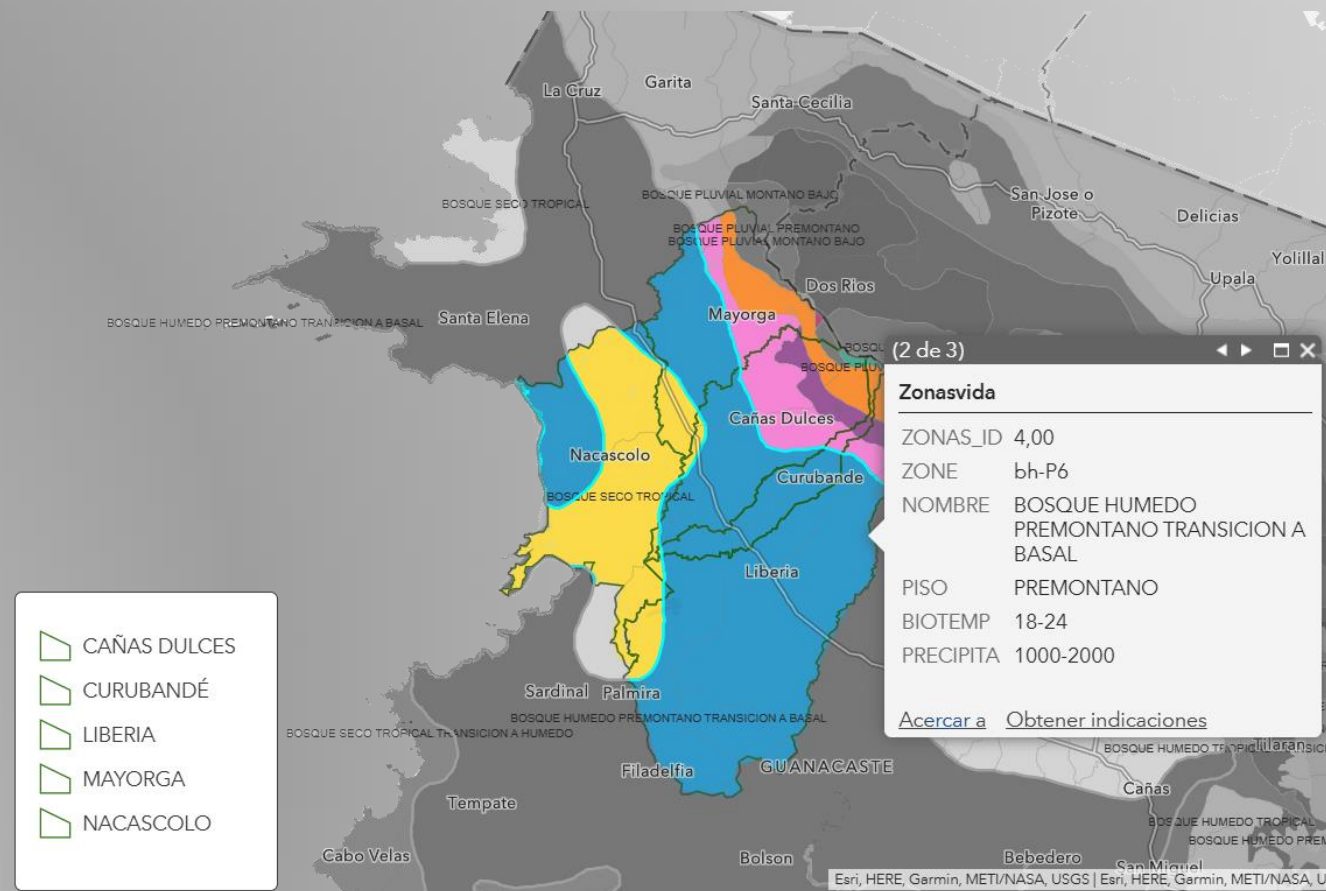 La Cruz
Garita
Santa Cecilia
San Jose o
Pizote
Delicias
Yolillal
Upala
BOSQUE SECO TROPICAL
BOSQUE PLUVIAL MONTANO BAJO
BOSQUE PLUVIAL PREMONTANO
BOSQUE PLUVIAL MONTANO BAJO
Dos Rios
Mayorga
Santa Elena
BOSQUE HUMEDO PREMONTANO TRANSICION A BASAL
Cañas Dulces
Nacascolo
Curubande
BOSQUE SECO TROPICAL
Liberia
(2 de 3)
Zonasvida
ZONAS_ID 4,00
ZONE bh-P6
NOMBRE BOSQUE HUMEDO
PREMONTANO TRANSICION A
BASAL
PISO PREMONTANO
BIOTEMP 18-24
PRECIPITA 1000-2000
Acercar a Obtener indicaciones
CAÑAS DULCES
CURUBANDÉ
LIBERIA
MAYORGA
NACASCOLO
Sardinal Palmira
BOSQUE HUMEDO PREMONTANO TRANSICION A BASAL
BOSQUE SECO TROPICAL TRANSICION A HUMEDO
Filadelfia
GUANACASTE
Tilaran
Cañas
Tempate
BOSQUE HUMEDO TROPICAL
Cabo Velas
Bolson
Bebedero
San Miguel
Esri, HERE, Garmin, METI/NASA, USGS | Esri, HERE, Garmin, METI/NASA, U